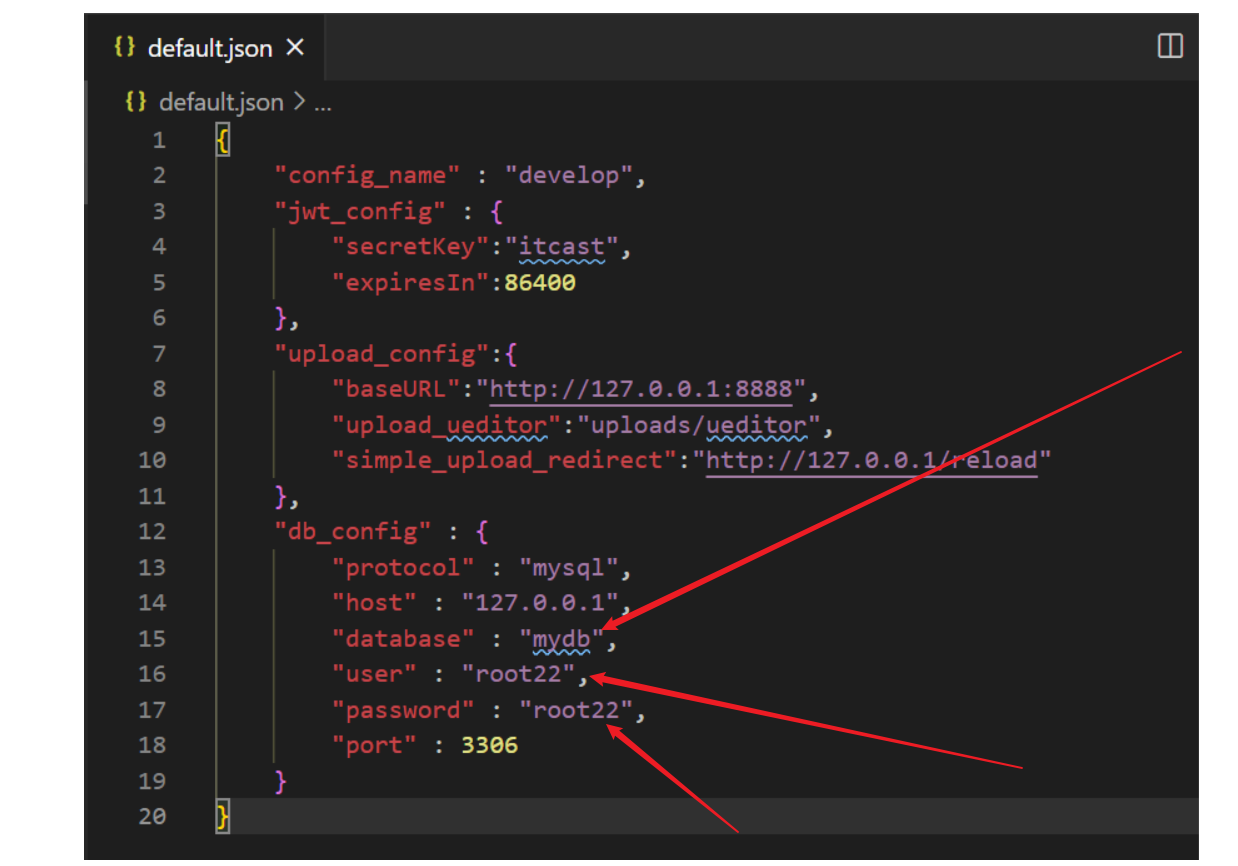 {} default.json ×
{} default.json > ...
1 {
2 "config_name" : "develop",
3 "jwt_config" : {
4 "secretKey":"itcast",
5 "expiresIn":86400
6 },
7 "upload_config":{
8 "baseURL":"http://127.0.0.1:8888",
9 "upload_ueditor":"uploads/ueditor",
10 "simple_upload_redirect":"http://127.0.0.1/reload"
11 },
12 "db_config" : {
13 "protocol" : "mysql",
14 "host" : "127.0.0.1",
15 "database" : "mydb",
16 "user" : "root22",
17 "password" : "root22",
18 "port" : 3306
19 }
20 }